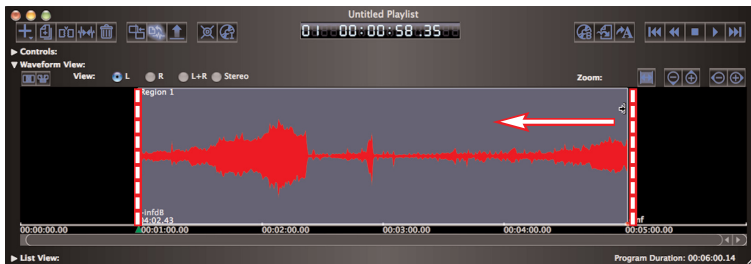 Untitled Playlist
01 00:00:58.35
Controls:
Waveform View:
View: L R L+R Stereo Zoom:
Region 1
-infdB
04:02.43
nf
00:00:00.00 00:01:00.00 00:02:00.00 00:03:00.00 00:04:00.00 00:05:00.00
List View: Program Duration: 00:06:00.14